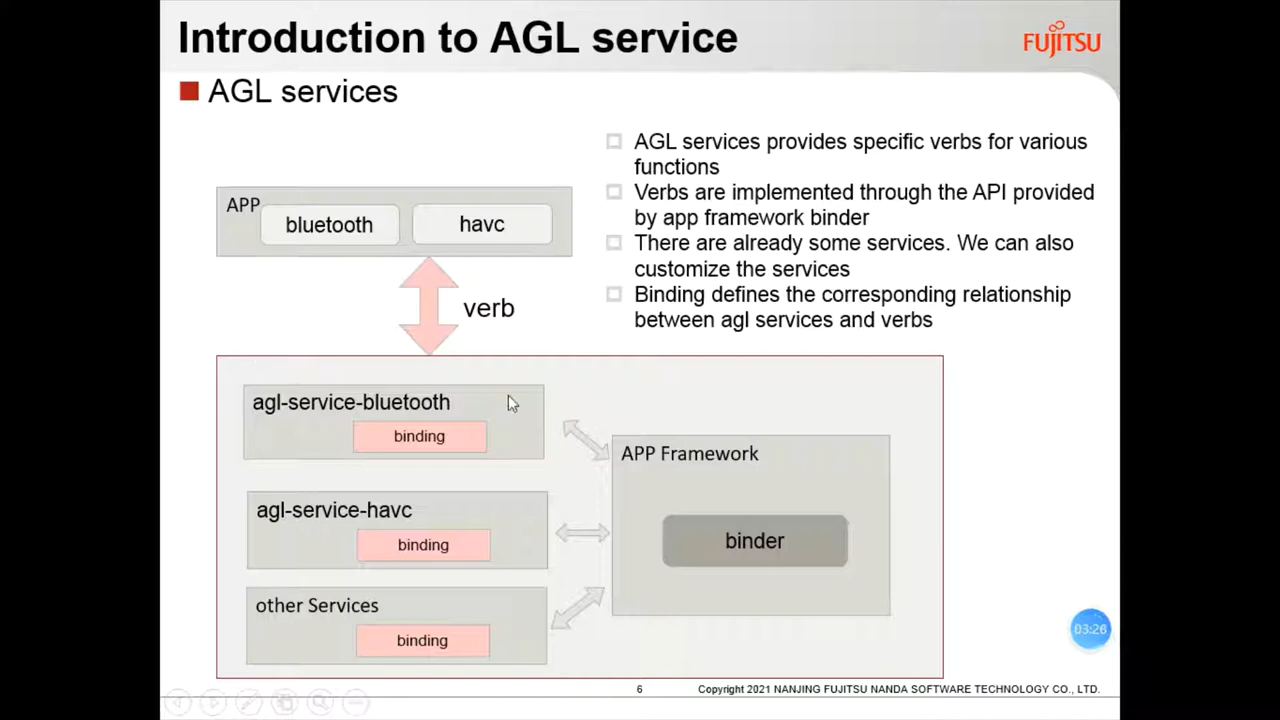 Introduction to AGL service
FUJITSU
AGL services
AGL services provides specific verbs for various
functions
Verbs are implemented through the API provided
by app framework binder
There are already some services. We can also
customize the services
Binding defines the corresponding relationship
between agl services and verbs
APP
bluetooth
havc
verb
agl-service-bluetooth
binding
agl-service-havc
binding
other Services
binding
APP Framework
binder
03:26
6
Copyright 2021 NANJING FUJITSU NANDA SOFTWARE TECHNOLOGY CO., LTD.